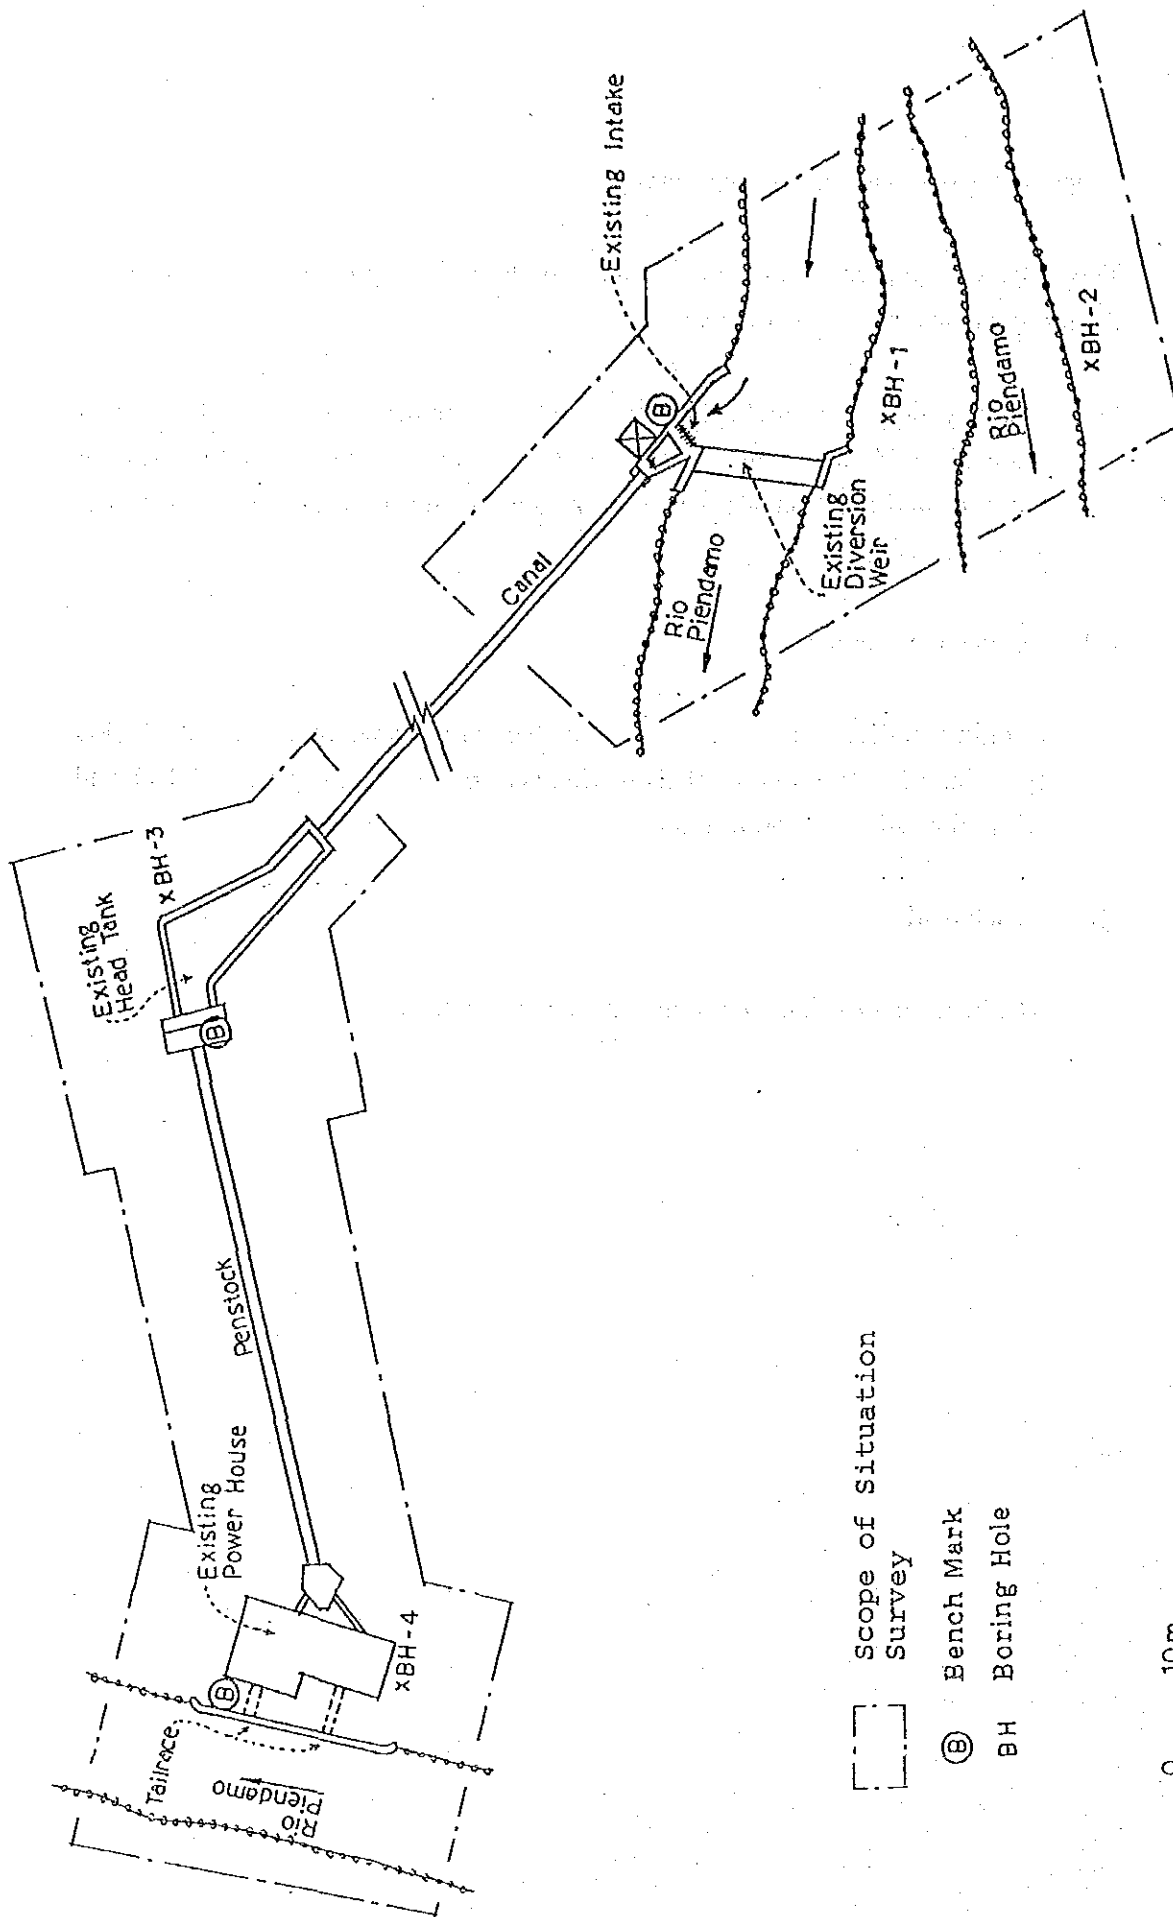 Existing Intake
B
Canal
Rio
Piendamo
Existing
Diversion
Weir
xBH-1
Rio
Piendamo
xBH-2
xBH-3
Existing
Head Tank
B
Penstock
Existing
Power House
xBH-4
B
Tailrace
Rio
Piendamo
Scope of Situation
Survey
B Bench Mark
BH Boring Hole
0 10m